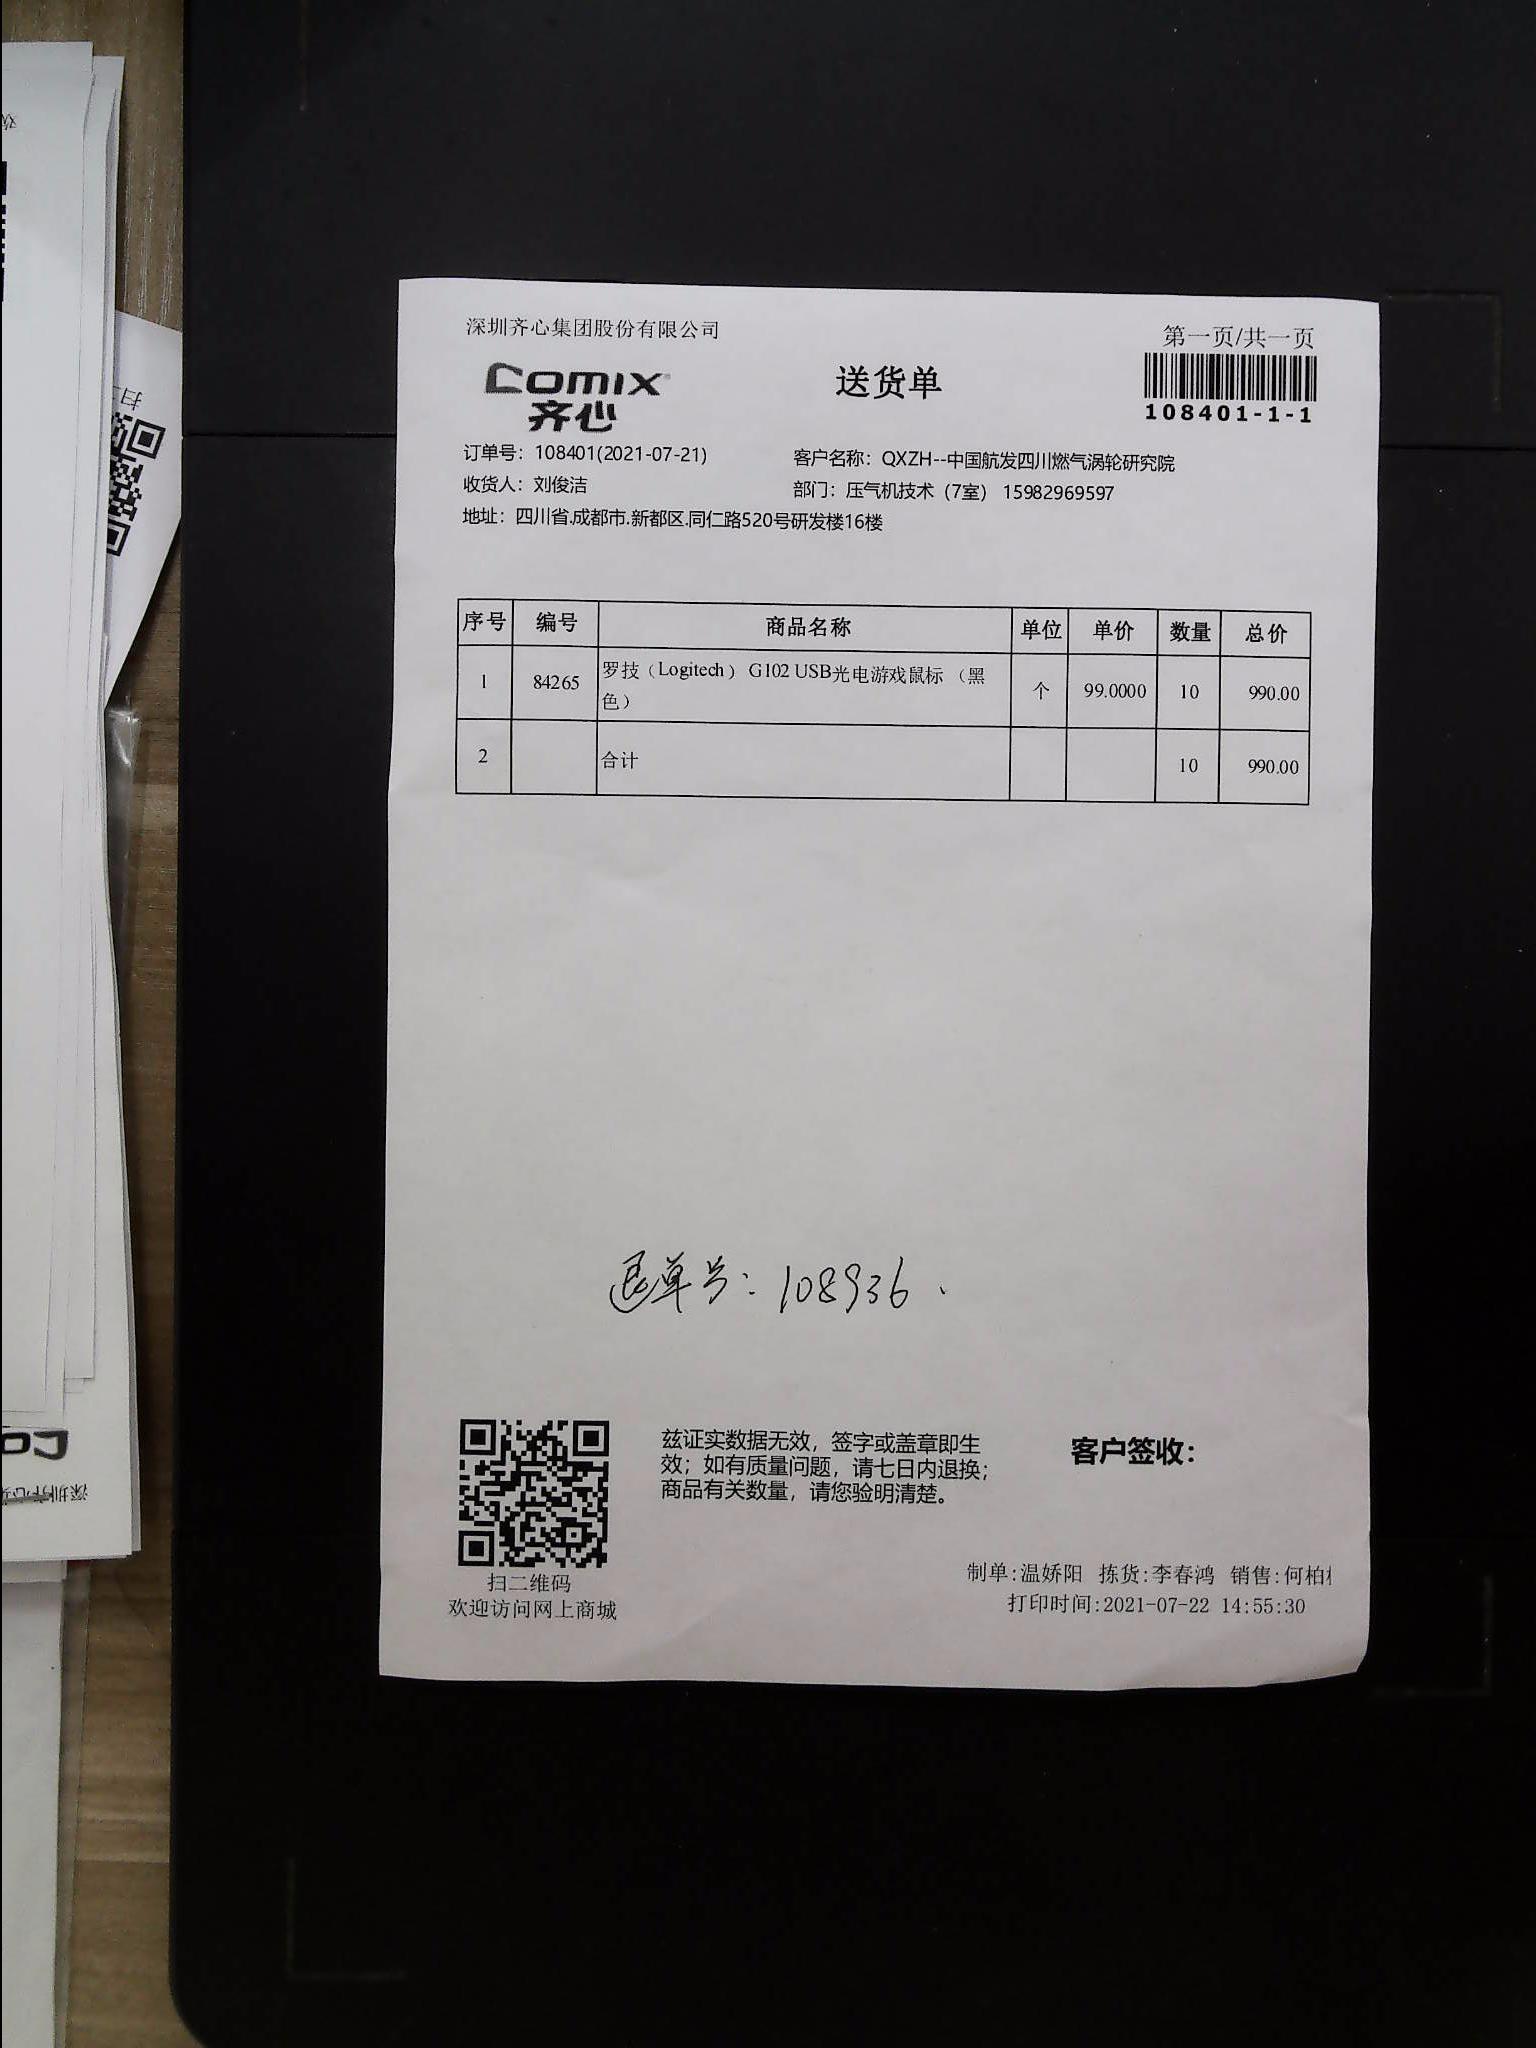 深圳齐心集团股份有限公司
第一页/共一页
comix
齐心
送货单
108401-1-1
订单号：108401(2021-07-21)
客户名称：QXZH--中国航发四川燃气涡轮研究院
收货人：刘俊洁
部门：压气机技术（7室） 15982969597
地址：四川省.成都市.新都区.同仁路520号研发楼16楼
序号 编号 商品名称 单位 单价 数量 总价
1 84265 罗技（Logitech） G102 USB光电游戏鼠标 （黑 个 99.0000 10 990.00
色）
2 合计 10 990.00
退单号：108936.
兹证实数据无效，签字或盖章即生
效；如有质量问题，请七日内退换；
商品有关数量，请您验明清楚。
客户签收：
扫二维码
欢迎访问网上商城
制单:温娇阳 拣货:李春鸿 销售:何柏
打印时间:2021-07-22 14:55:30